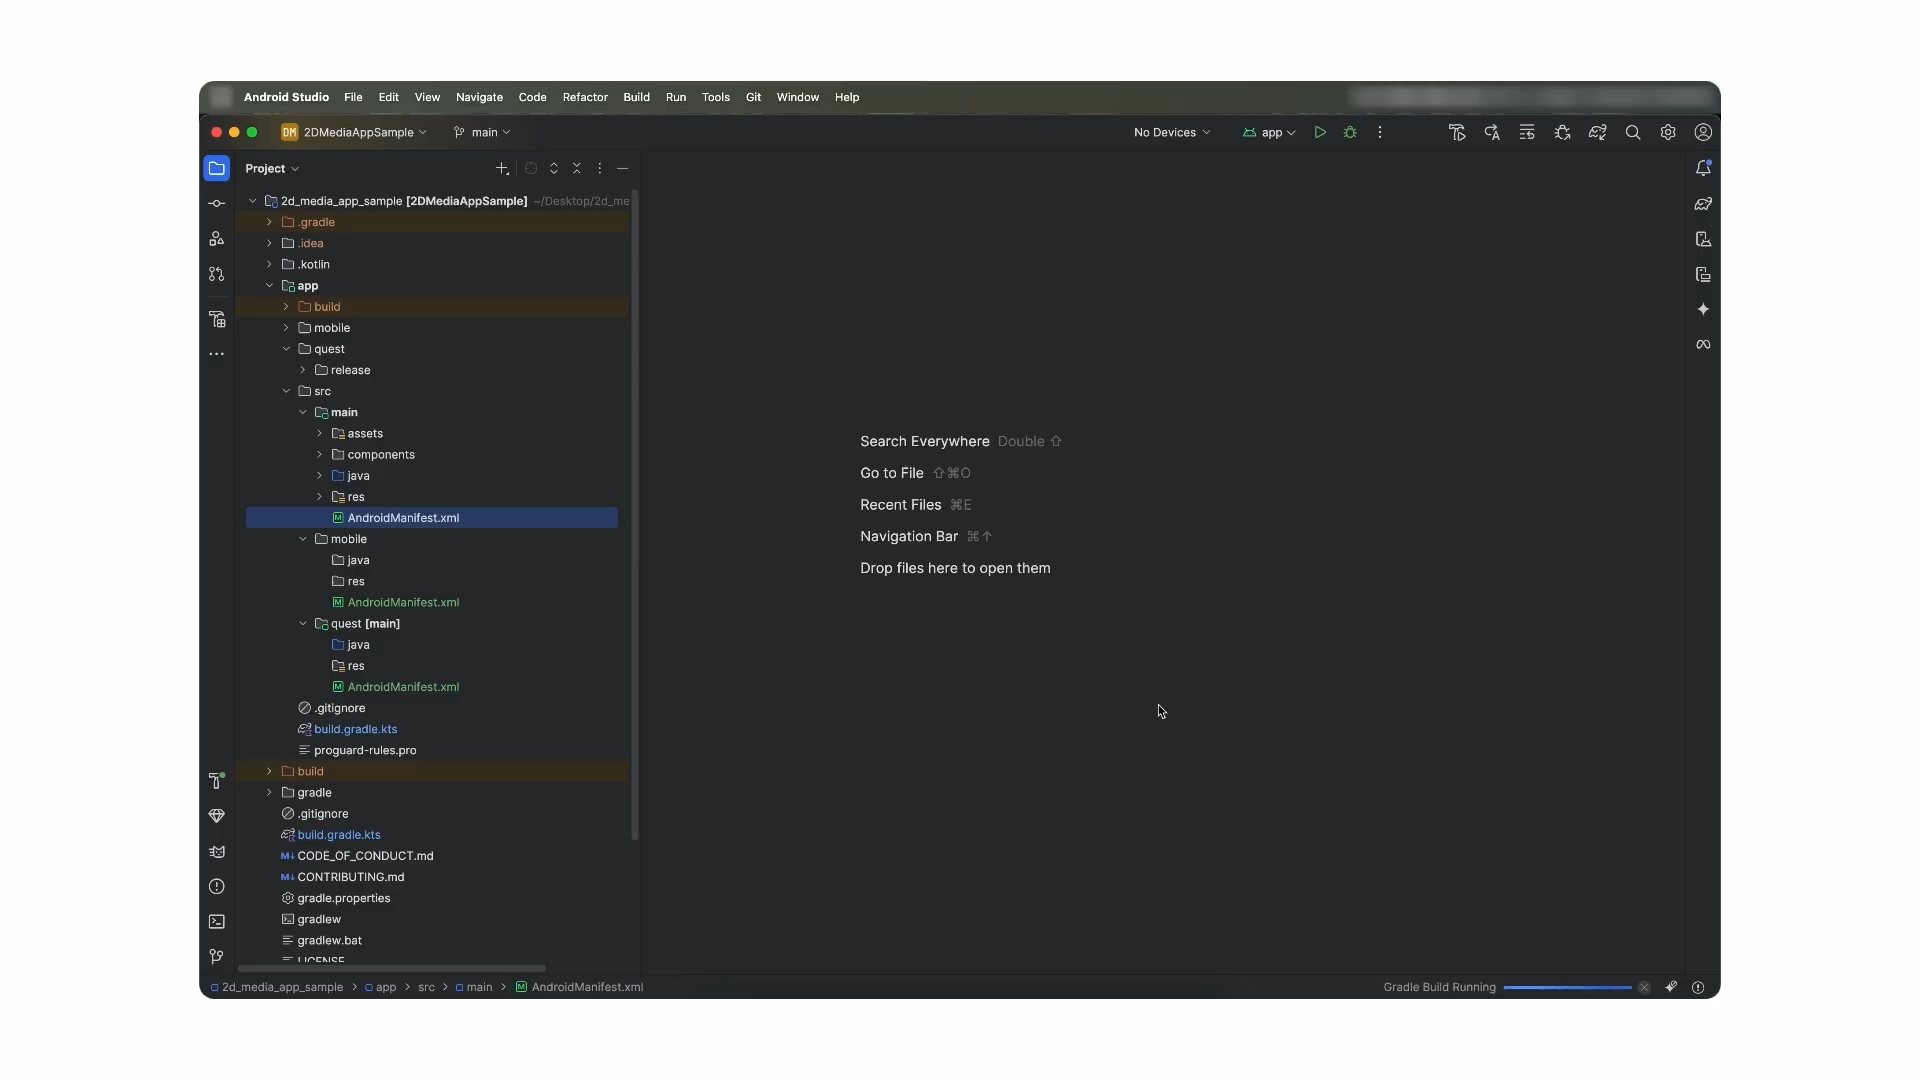 Android Studio File Edit View Navigate Code Refactor Build Run Tools Git Window Help
DM 2DMediaAppSample main No Devices app
Project
2d_media_app_sample [2DMediaAppSample] ~/Desktop/2d_me
.gradle
.idea
.kotlin
app
build
mobile
quest
release
src
main
assets
components
java
res
AndroidManifest.xml
mobile
java
res
AndroidManifest.xml
quest [main]
java
res
AndroidManifest.xml
.gitignore
build.gradle.kts
proguard-rules.pro
build
gradle
.gitignore
build.gradle.kts
M↓ CODE_OF_CONDUCT.md
M↓ CONTRIBUTING.md
gradle.properties
gradlew
gradlew.bat
LICENSE
Search Everywhere Double ⇧
Go to File ⇧⌘O
Recent Files ⌘E
Navigation Bar ⌘↑
Drop files here to open them
2d_media_app_sample > app > src > main > M AndroidManifest.xml
Gradle Build Running